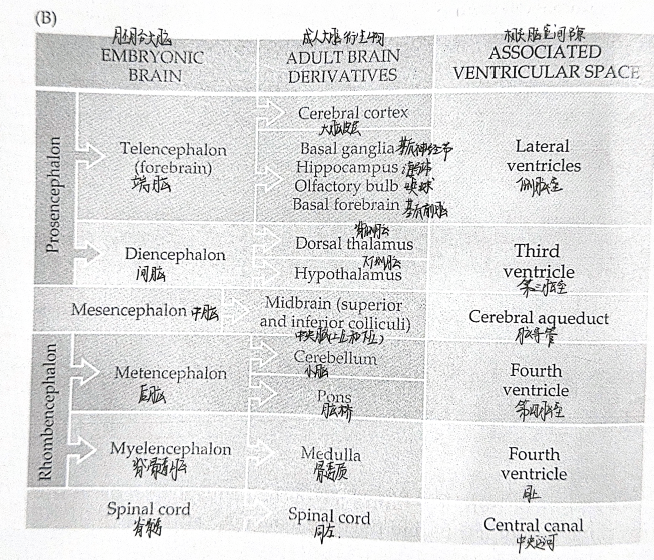 (B)
胚胎大脑
EMBRYONIC
BRAIN
成人大脑衍生物
ADULT BRAIN
DERIVATIVES
相关脑室间隙
ASSOCIATED
VENTRICULAR SPACE
Prosencephalon
Telencephalon
(forebrain)
端脑
Cerebral cortex
大脑皮层
Basal ganglia 基底神经节
Hippocampus 海马体
Olfactory bulb 嗅球
Basal forebrain 基底前脑
Lateral
ventricles
侧脑室
Diencephalon
间脑
背侧丘脑
Dorsal thalamus
下丘脑
Hypothalamus
Third
ventricle
第三脑室
Mesencephalon 中脑
Midbrain (superior
and inferior colliculi)
中央脑(上丘和下丘)
Cerebral aqueduct
脑导管
Rhombencephalon
Metencephalon
后脑
Cerebellum
小脑
Pons
脑桥
Fourth
ventricle
第四脑室
Myelencephalon
Medulla
骨髓质
Fourth
ventricle
同上
Spinal cord
脊髓
Spinal cord
同左.
Central canal
中央运河